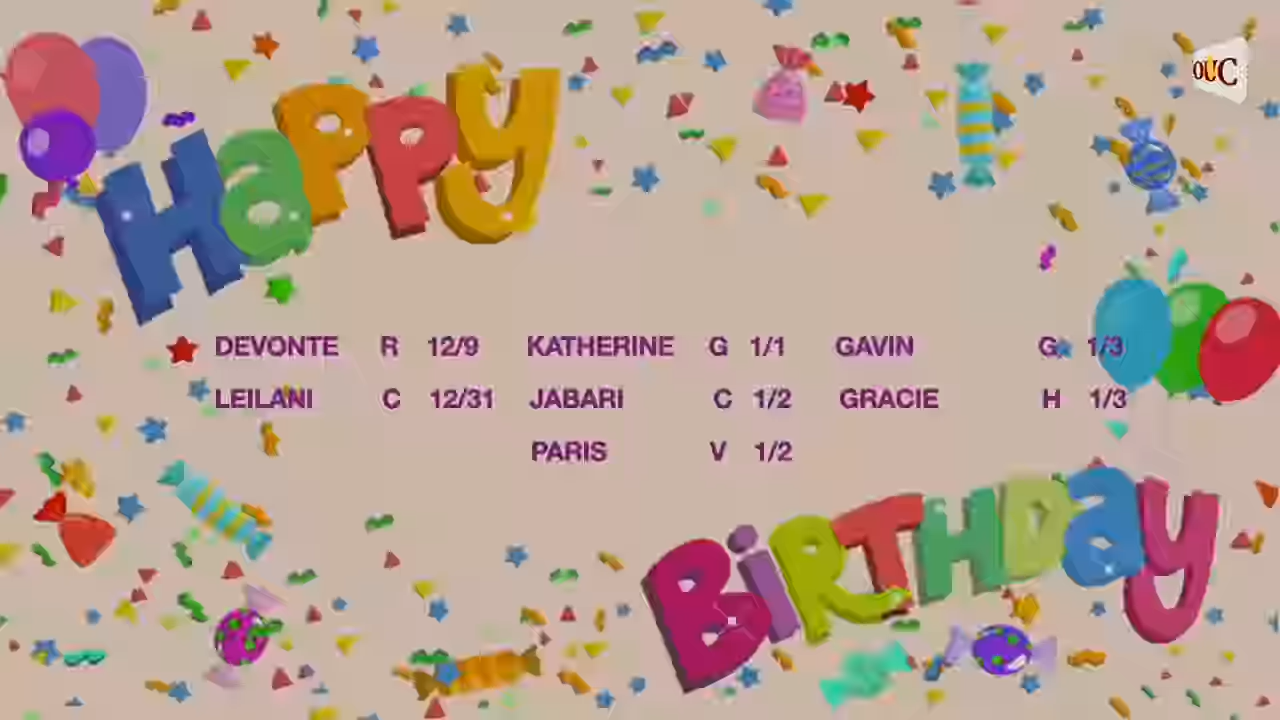 OUC
HAPPY
DEVONTE R 12/9 KATHERINE G 1/1 GAVIN G 1/3
LEILANI C 12/31 JABARI C 1/2 GRACIE H 1/3
PARIS V 1/2
BiRTHDay